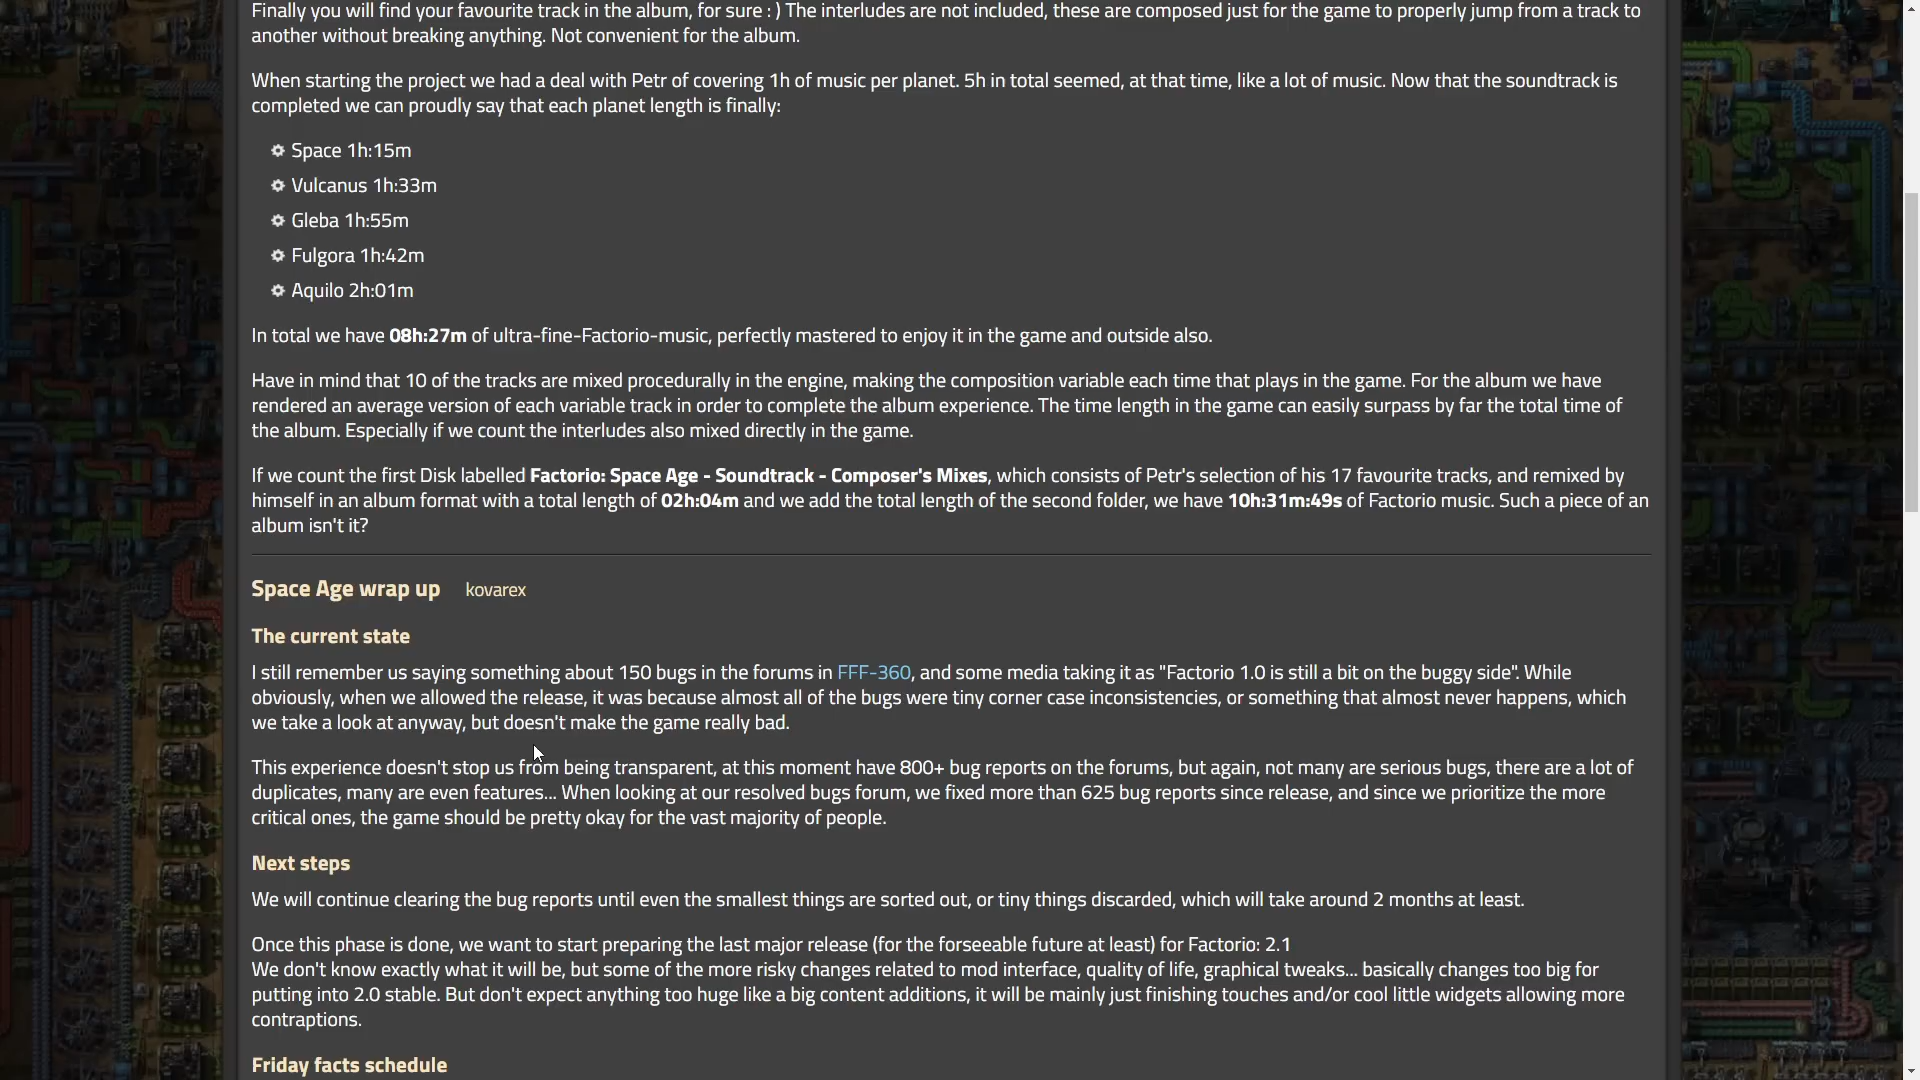 Finally you will find your favourite track in the album, for sure : ) The interludes are not included, these are composed just for the game to properly jump from a track to
another without breaking anything. Not convenient for the album.
When starting the project we had a deal with Petr of covering 1h of music per planet. 5h in total seemed, at that time, like a lot of music. Now that the soundtrack is
completed we can proudly say that each planet length is finally:
Space 1h:15m
Vulcanus 1h:33m
Gleba 1h:55m
Fulgora 1h:42m
Aquilo 2h:01m
In total we have 08h:27m of ultra-fine-Factorio-music, perfectly mastered to enjoy it in the game and outside also.
Have in mind that 10 of the tracks are mixed procedurally in the engine, making the composition variable each time that plays in the game. For the album we have
rendered an average version of each variable track in order to complete the album experience. The time length in the game can easily surpass by far the total time of
the album. Especially if we count the interludes also mixed directly in the game.
If we count the first Disk labelled Factorio: Space Age - Soundtrack - Composer's Mixes, which consists of Petr's selection of his 17 favourite tracks, and remixed by
himself in an album format with a total length of 02h:04m and we add the total length of the second folder, we have 10h:31m:49s of Factorio music. Such a piece of an
album isn't it?
Space Age wrap up kovarex
The current state
I still remember us saying something about 150 bugs in the forums in FFF-360, and some media taking it as "Factorio 1.0 is still a bit on the buggy side". While
obviously, when we allowed the release, it was because almost all of the bugs were tiny corner case inconsistencies, or something that almost never happens, which
we take a look at anyway, but doesn't make the game really bad.
This experience doesn't stop us from being transparent, at this moment have 800+ bug reports on the forums, but again, not many are serious bugs, there are a lot of
duplicates, many are even features... When looking at our resolved bugs forum, we fixed more than 625 bug reports since release, and since we prioritize the more
critical ones, the game should be pretty okay for the vast majority of people.
Next steps
We will continue clearing the bug reports until even the smallest things are sorted out, or tiny things discarded, which will take around 2 months at least.
Once this phase is done, we want to start preparing the last major release (for the forseeable future at least) for Factorio: 2.1
We don't know exactly what it will be, but some of the more risky changes related to mod interface, quality of life, graphical tweaks... basically changes too big for
putting into 2.0 stable. But don't expect anything too huge like a big content additions, it will be mainly just finishing touches and/or cool little widgets allowing more
contraptions.
Friday facts schedule